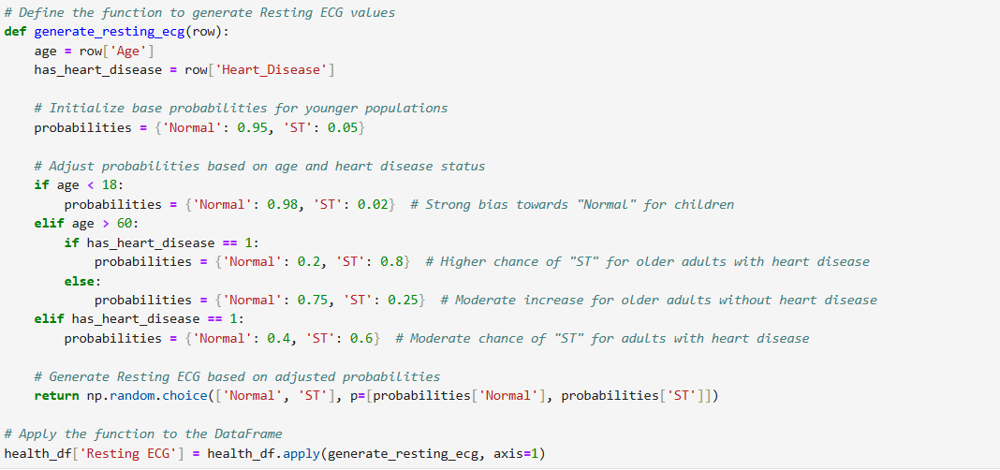 # Define the function to generate Resting ECG values
def generate_resting_ecg(row):
    age = row['Age']
    has_heart_disease = row['Heart_Disease']

    # Initialize base probabilities for younger populations
    probabilities = {'Normal': 0.95, 'ST': 0.05}

    # Adjust probabilities based on age and heart disease status
    if age < 18:
        probabilities = {'Normal': 0.98, 'ST': 0.02}  # Strong bias towards "Normal" for children
    elif age > 60:
        if has_heart_disease == 1:
            probabilities = {'Normal': 0.2, 'ST': 0.8}  # Higher chance of "ST" for older adults with heart disease
        else:
            probabilities = {'Normal': 0.75, 'ST': 0.25}  # Moderate increase for older adults without heart disease
    elif has_heart_disease == 1:
        probabilities = {'Normal': 0.4, 'ST': 0.6}  # Moderate chance of "ST" for adults with heart disease

    # Generate Resting ECG based on adjusted probabilities
    return np.random.choice(['Normal', 'ST'], p=[probabilities['Normal'], probabilities['ST']])

# Apply the function to the DataFrame
health_df['Resting ECG'] = health_df.apply(generate_resting_ecg, axis=1)